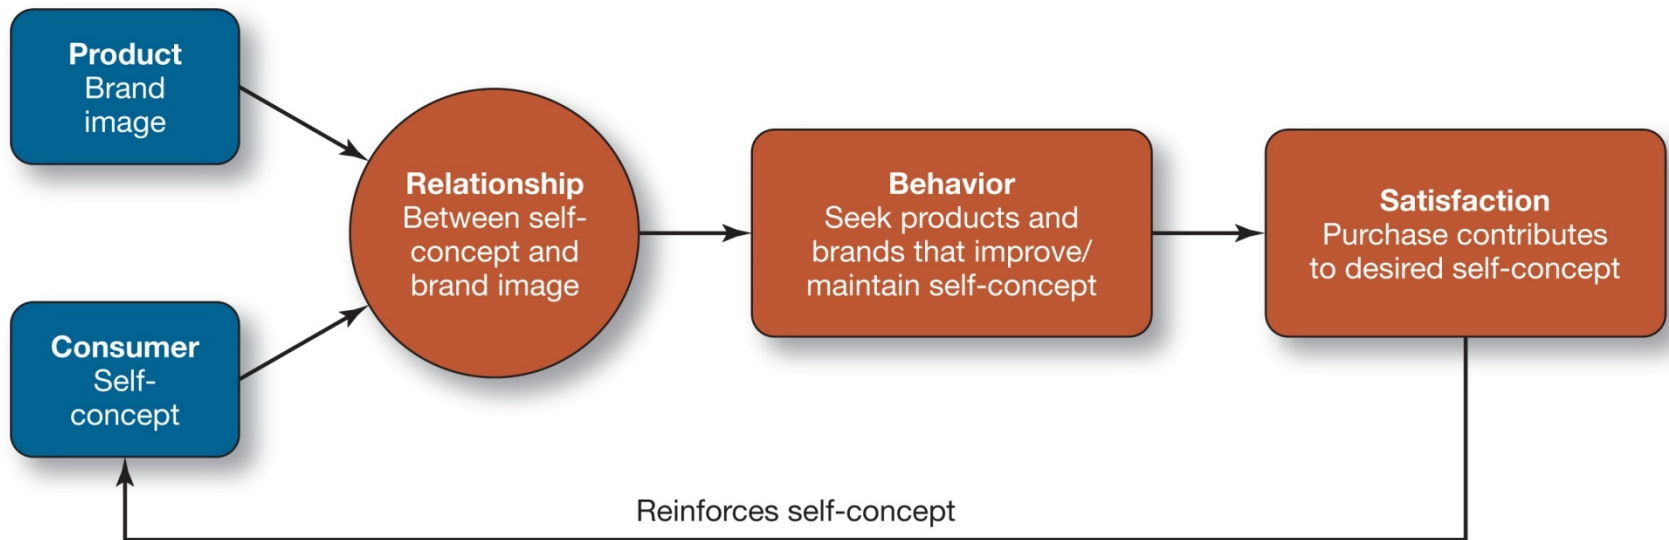 Product
Brand
image
Consumer
Self-
concept
Relationship
Between self-
concept and
brand image
Behavior
Seek products and
brands that improve/
maintain self-concept
Satisfaction
Purchase contributes
to desired self-concept
Reinforces self-concept